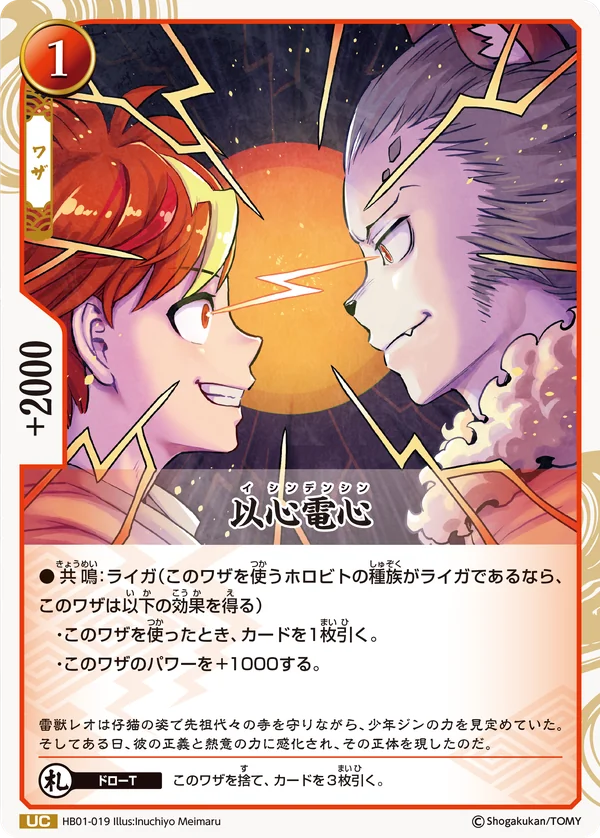 1
ワザ
+2000
イシンデンシン
以心電心
●共鳴：ライガ（このワザを使うホロビトの種族がライガであるなら、
このワザは以下の効果を得る）
・このワザを使ったとき、カードを1枚引く。
・このワザのパワーを+1000する。
雷獣レオは仔猫の姿で先祖代々の寺を守りながら、少年ジンの力を見定めていた。
そしてある日、彼の正義と熱意の力に感化され、その正体を現したのだ。
札 ドローT このワザを捨て、カードを3枚引く。
UC HB01-019 Illus:Inuchiyo Meimaru ©Shogakukan/TOMY